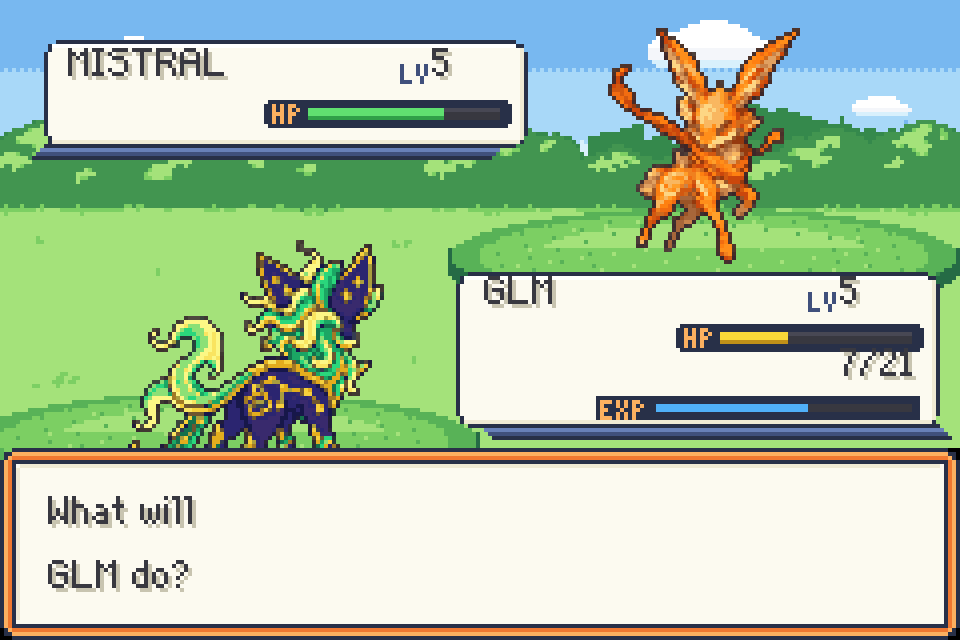 MISTRAL Lv5
HP
GLM Lv5
HP
7/21
EXP
What will
GLM do?